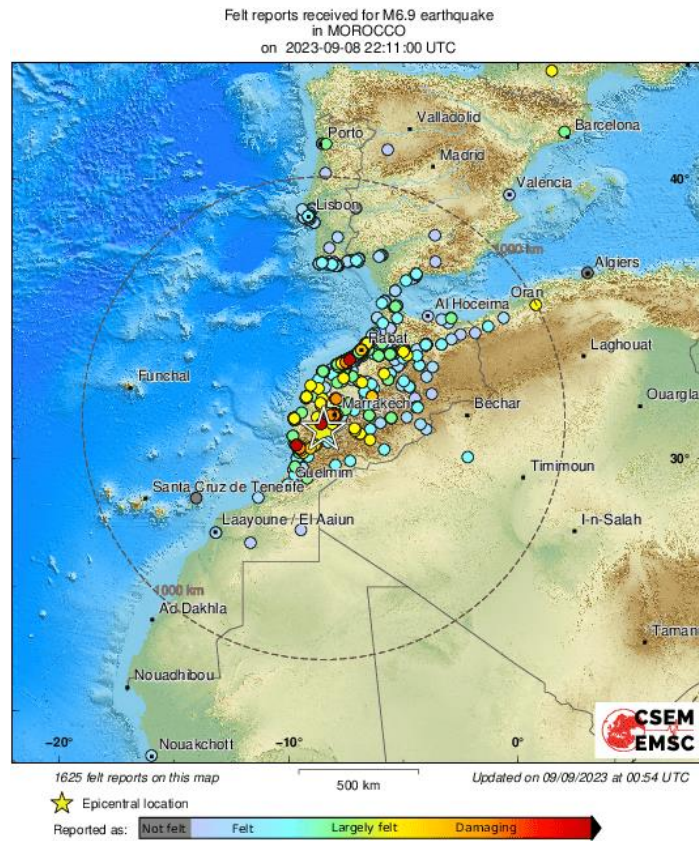 Felt reports received for M6.9 earthquake
in MOROCCO
on 2023-09-08 22:11:00 UTC
Porto
Valladolid
Barcelona
Madrid
40°
Valencia
Lisbon
1000 km
Algiers
Oran
Al Hoceima
Rabat
Laghouat
Funchal
Ouargla
Marrakech
Bechar
30°
Guelmim
Timimoun
Santa Cruz de Tenerife
Laayoune / El Aaiun
I-n-Salah
1000 km
Ad Dakhla
Taman
Nouadhibou
CSEM
EMSC
Nouakchott
-20°
-10°
0°
1625 felt reports on this map
500 km
Updated on 09/09/2023 at 00:54 UTC
Epicentral location
Reported as:
Not felt
Felt
Largely felt
Damaging